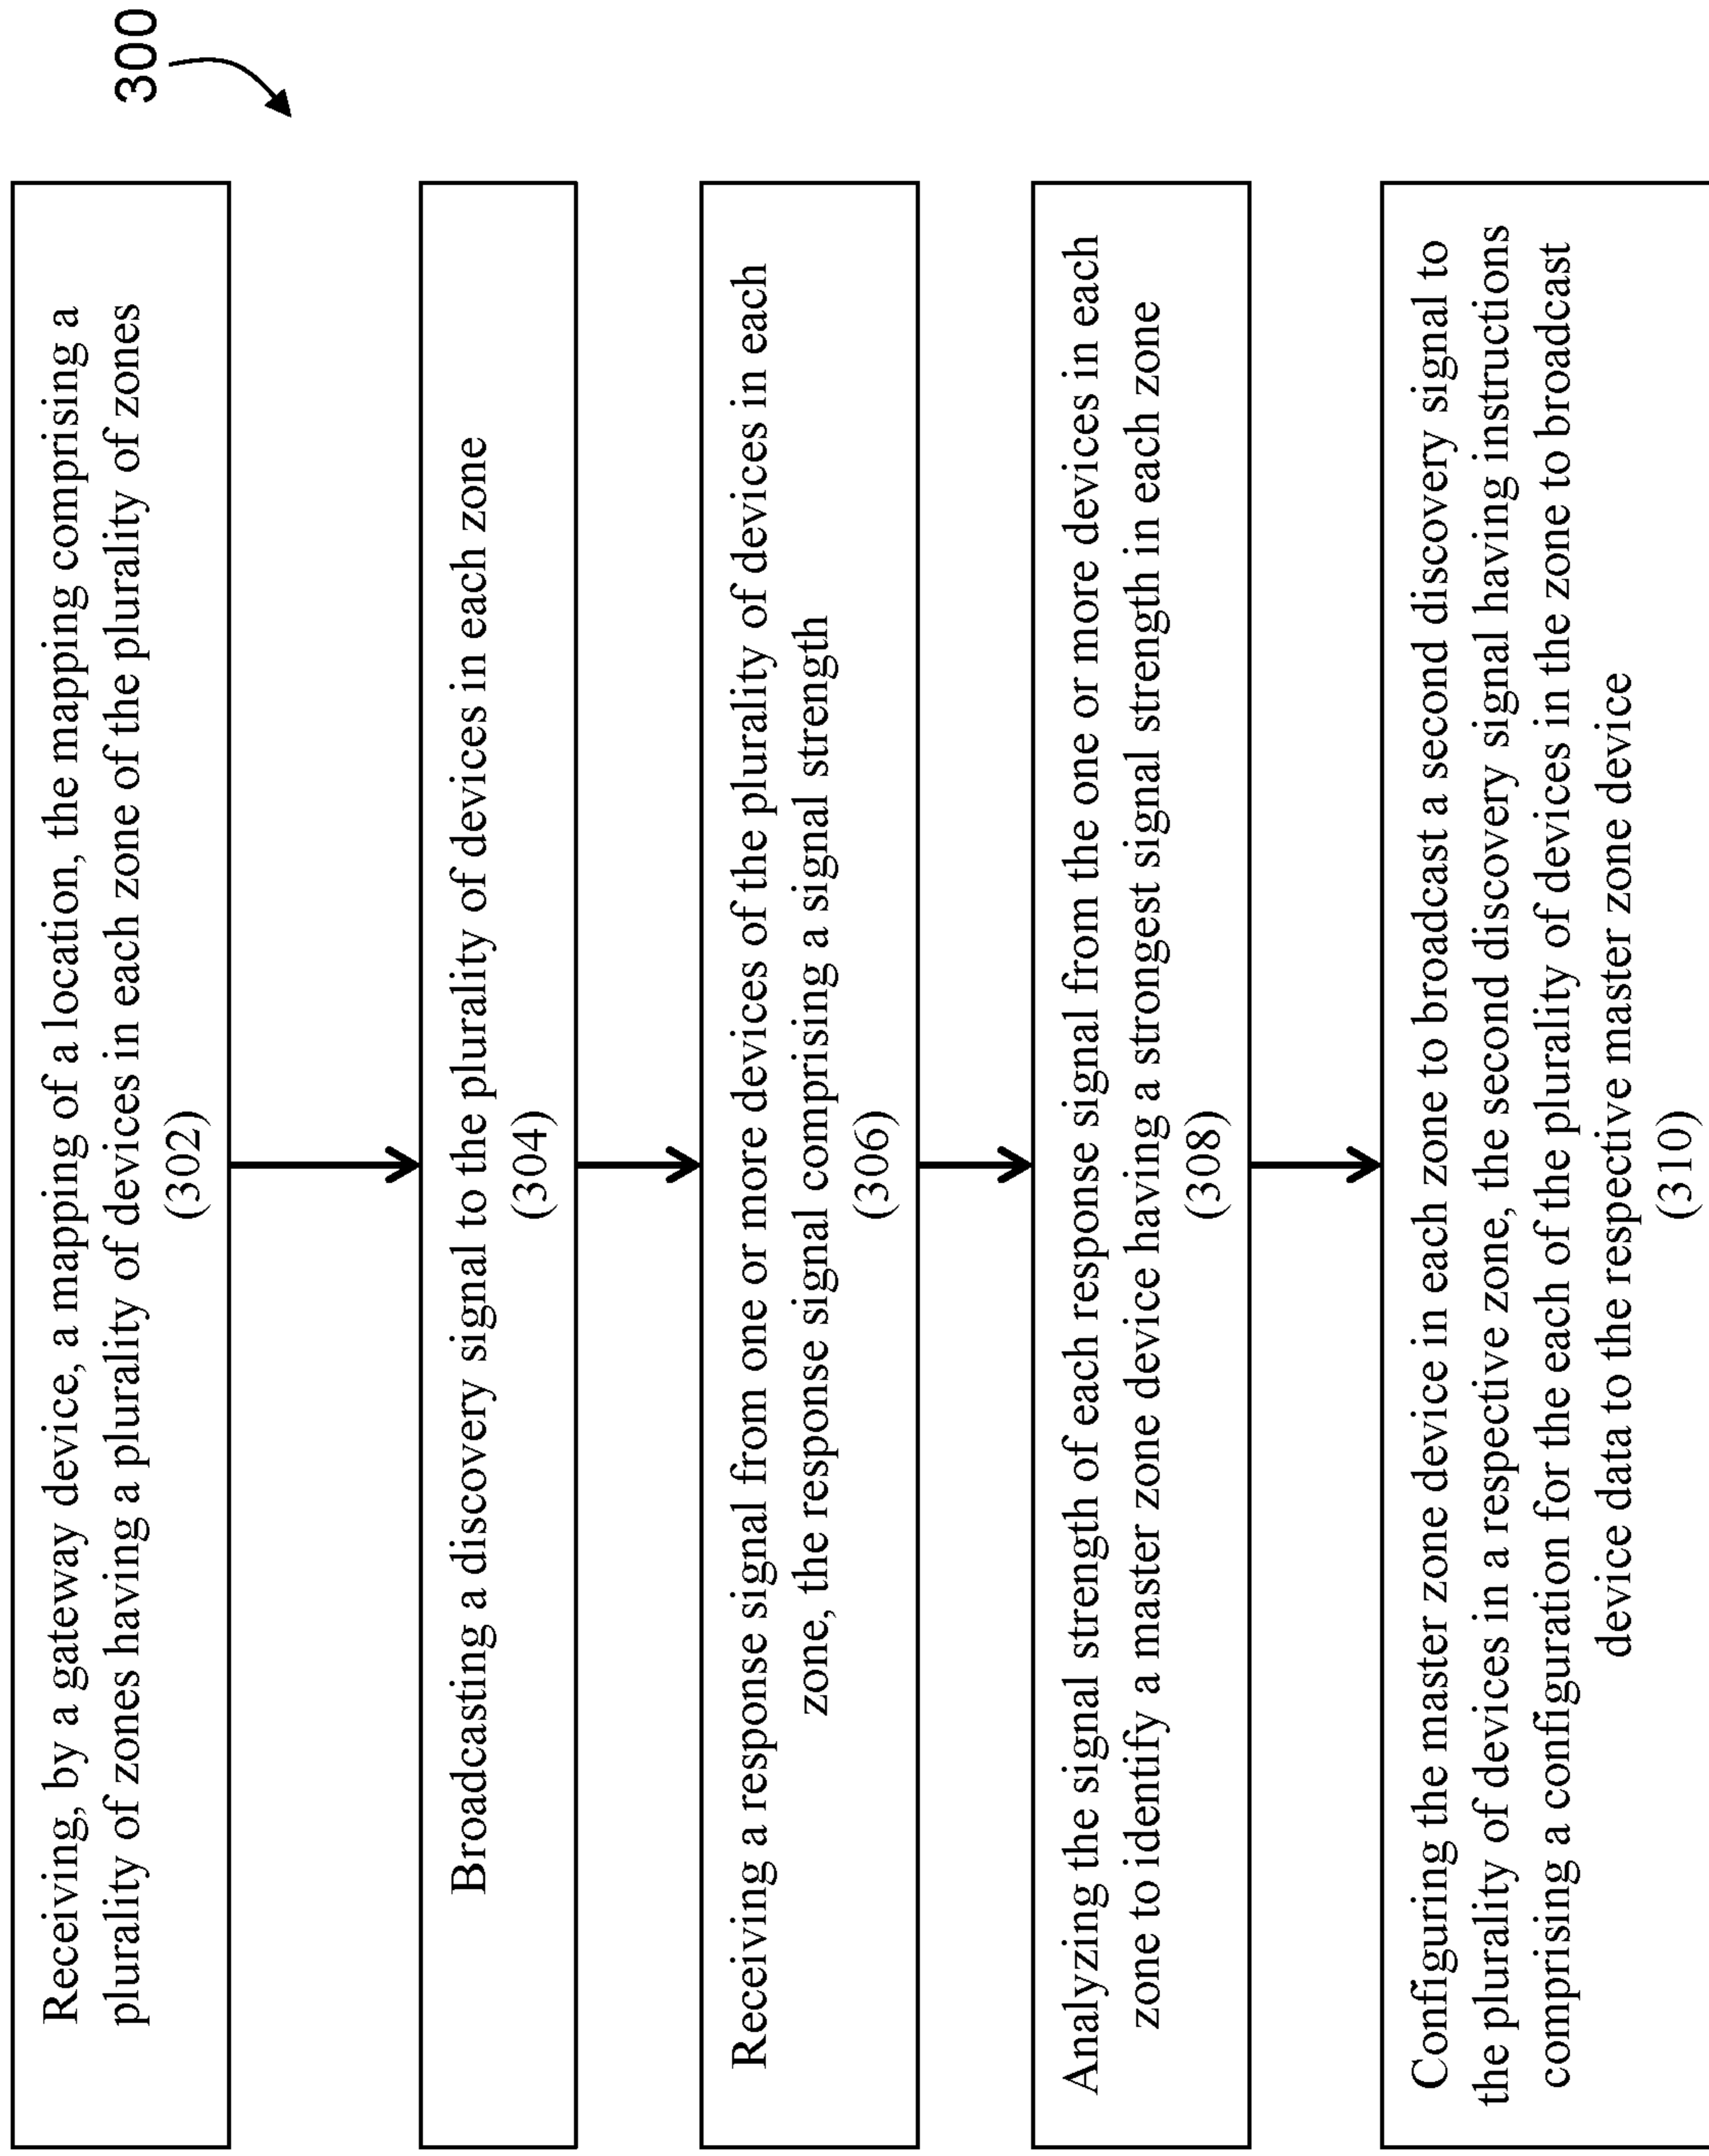 300
Receiving, by a gateway device, a mapping of a location, the mapping comprising a
plurality of zones having a plurality of devices in each zone of the plurality of zones
(302)
Broadcasting a discovery signal to the plurality of devices in each zone
(304)
Receiving a response signal from one or more devices of the plurality of devices in each
zone, the response signal comprising a signal strength
(306)
Analyzing the signal strength of each response signal from the one or more devices in each
zone to identify a master zone device having a strongest signal strength in each zone
(308)
Configuring the master zone device in each zone to broadcast a second discovery signal to
the plurality of devices in a respective zone, the second discovery signal having instructions
comprising a configuration for the each of the plurality of devices in the zone to broadcast
device data to the respective master zone device
(310)